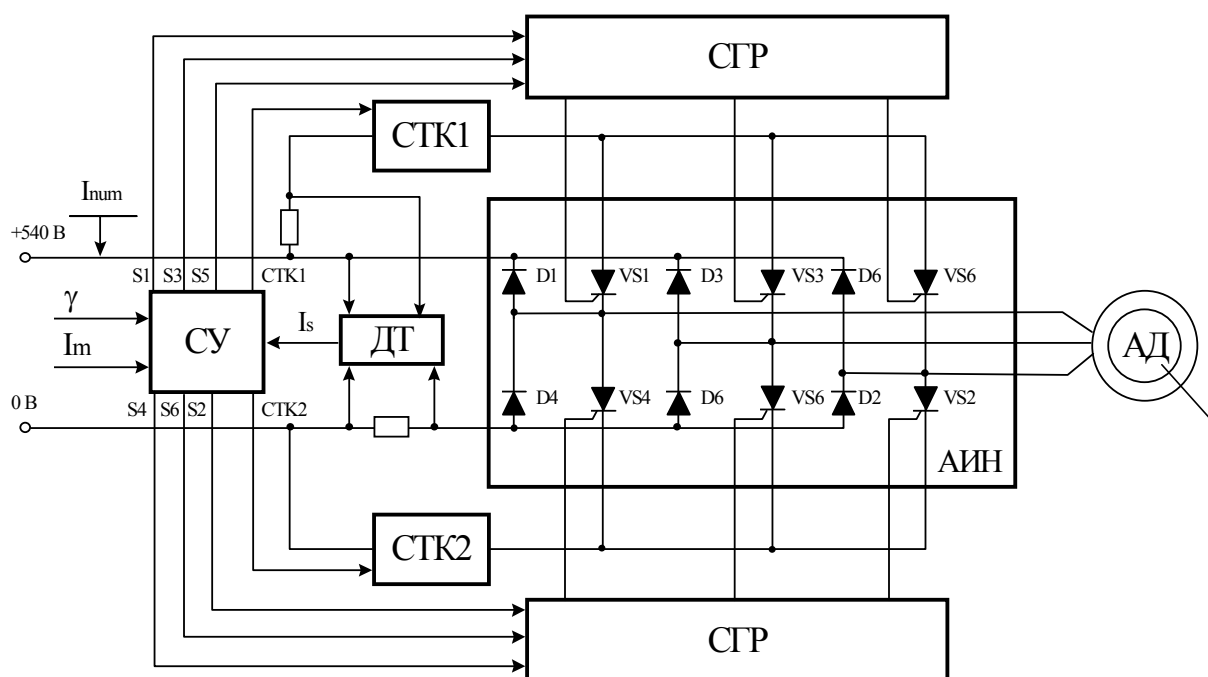 СГР
СТК1
Inum
+540 В
S1 S3 S5 СТК1
D1 VS1 D3 VS3 D6 VS6
γ
Is
Im
СУ
ДТ
АД
S4 S6 S2 СТК2
D4 VS4 D6 VS6 D2 VS2
0 В
АИН
СТК2
СГР